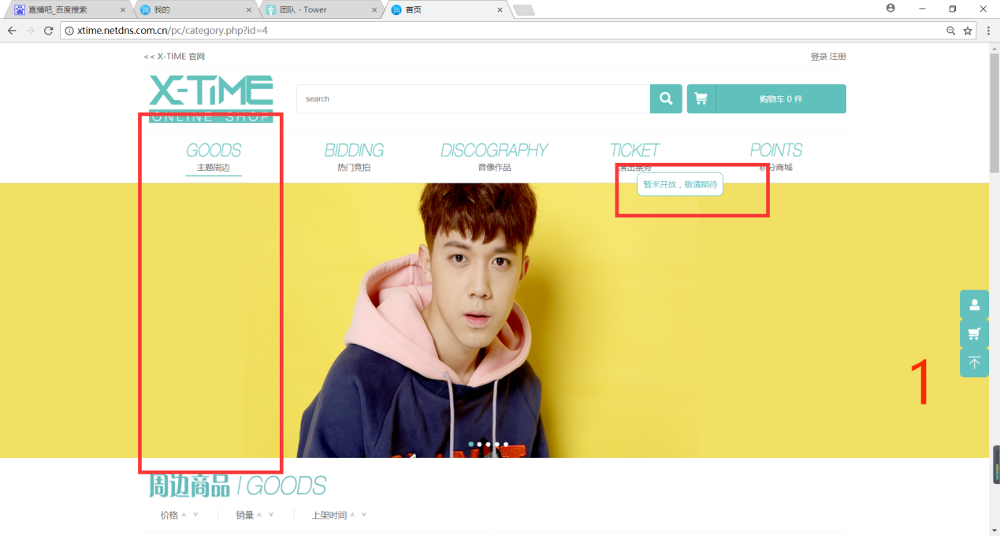 直播吧_百度搜索
我的
团队 - Tower
首页
xtime.netdns.com.cn/pc/category.php?id=4
<< X-TIME 官网
登录 注册
X-TIME
ONLINE SHOP
search
购物车 0 件
GOODS
BIDDING
DISCOGRAPHY
TICKET
POINTS
主题周边
热门竞拍
音像作品
演出票务
积分商城
暂未开放，敬请期待
1
周边商品 / GOODS
价格
销量
上架时间